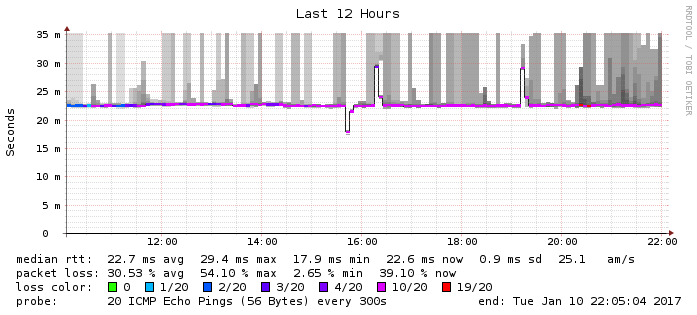 Last 12 Hours
RRDTOOL / TOBI OETIKER
Seconds
35 m
30 m
25 m
20 m
15 m
10 m
5 m
0
12:00 14:00 16:00 18:00 20:00 22:00
median rtt: 22.7 ms avg 29.4 ms max 17.9 ms min 22.6 ms now 0.9 ms sd 25.1 am/s
packet loss: 30.53 % avg 54.10 % max 2.65 % min 39.10 % now
loss color: 0 1/20 2/20 3/20 4/20 10/20 19/20
probe: 20 ICMP Echo Pings (56 Bytes) every 300s end: Tue Jan 10 22:05:04 2017